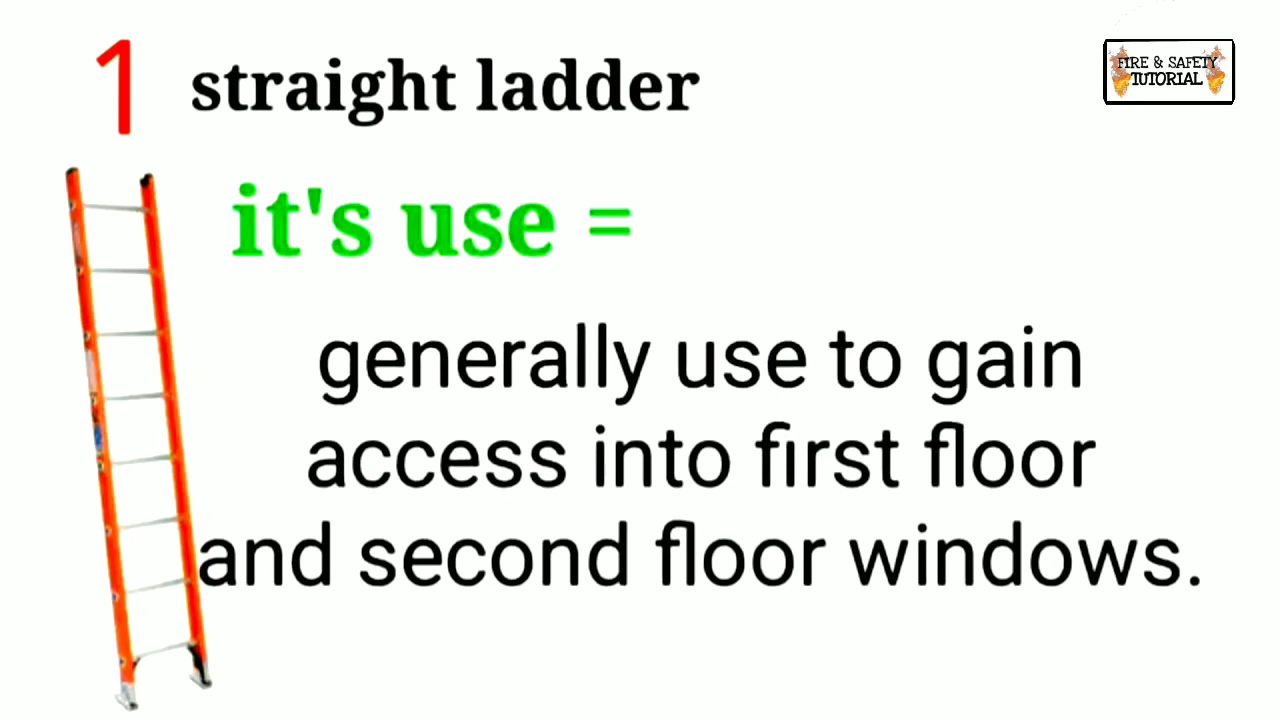 1 straight ladder
FIRE & SAFETY
TUTORIAL
it's use =
generally use to gain
access into first floor
and second floor windows.